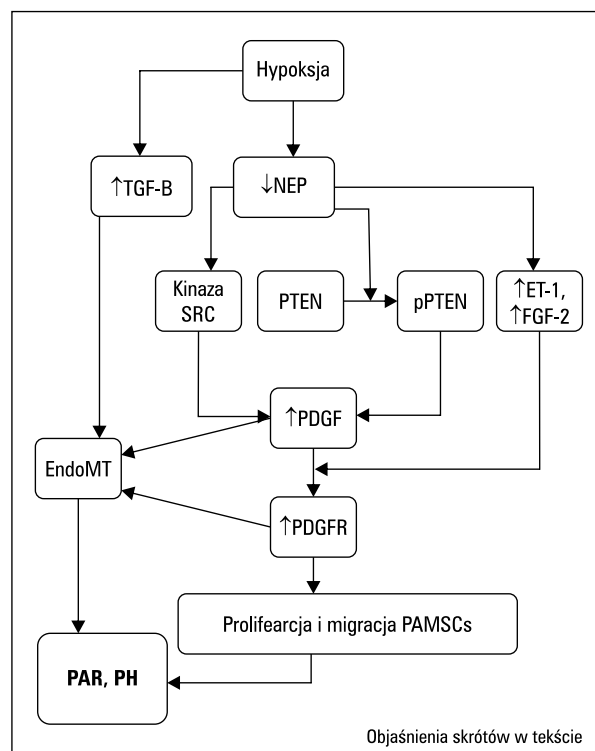 Hypoksja
↑TGF-B
↓NEP
Kinaza
SRC
PTEN
pPTEN
↑ET-1,
↑FGF-2
↑PDGF
EndoMT
↑PDGFR
Prolifearcja i migracja PAMSCs
PAR, PH
Objaśnienia skrótów w tekście